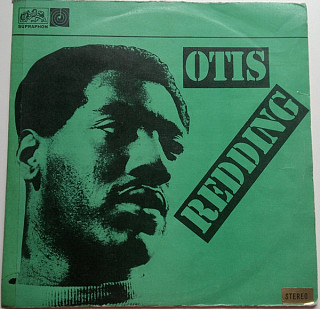 SUPRAPHON
OTIS
REDDING
STEREO